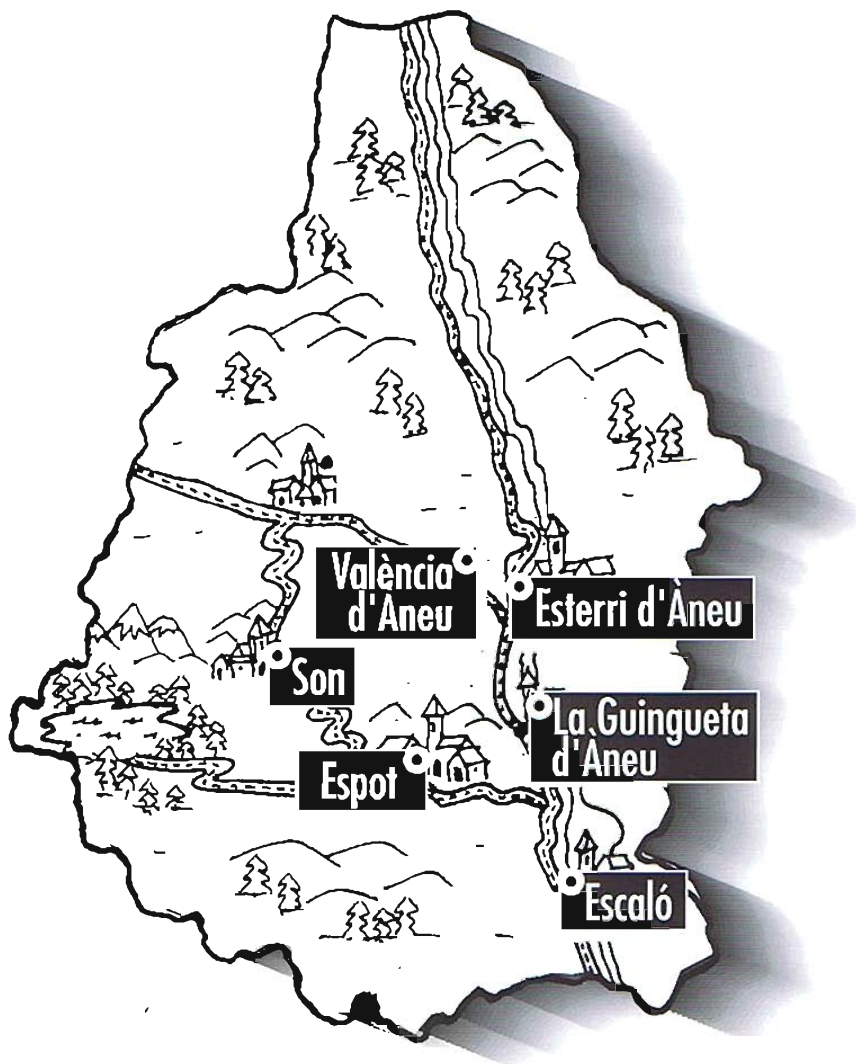 València
d'Àneu
Esterri d'Àneu
Son
La Guingueta
d'Àneu
Espot
Escaló